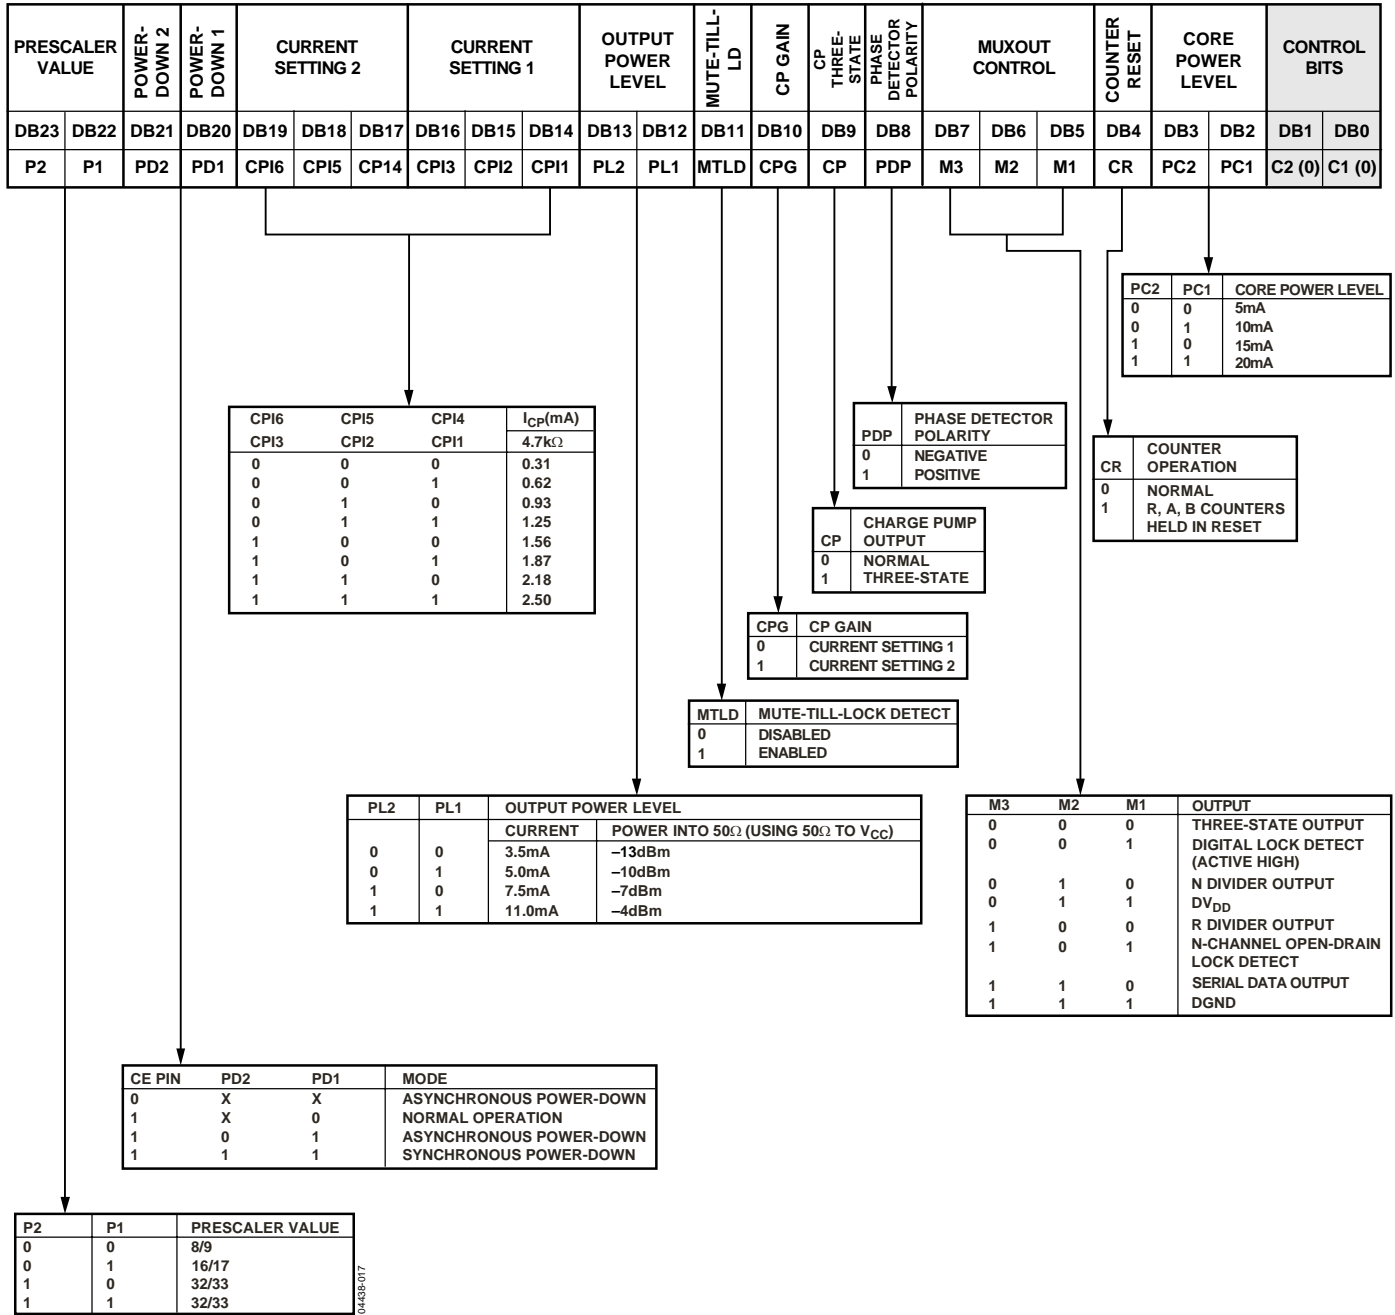 PRESCALER VALUE
POWER-DOWN 2
POWER-DOWN 1
CURRENT SETTING 2
CURRENT SETTING 1
OUTPUT POWER LEVEL
MUTE-TILL-LD
CP GAIN
CP THREE-STATE
PHASE DETECTOR POLARITY
MUXOUT CONTROL
COUNTER RESET
CORE POWER LEVEL
CONTROL BITS
DB23 DB22 DB21 DB20 DB19 DB18 DB17 DB16 DB15 DB14 DB13 DB12 DB11 DB10 DB9 DB8 DB7 DB6 DB5 DB4 DB3 DB2 DB1 DB0
P2 P1 PD2 PD1 CPI6 CPI5 CP14 CPI3 CPI2 CPI1 PL2 PL1 MTLD CPG CP PDP M3 M2 M1 CR PC2 PC1 C2 (0) C1 (0)
PC2 PC1 CORE POWER LEVEL
0 0 5mA
0 1 10mA
1 0 15mA
1 1 20mA
CPI6 CPI5 CPI4 ICP(mA)
CPI3 CPI2 CPI1 4.7kΩ
0 0 0 0.31
0 0 1 0.62
0 1 0 0.93
0 1 1 1.25
1 0 0 1.56
1 0 1 1.87
1 1 0 2.18
1 1 1 2.50
PHASE DETECTOR
PDP POLARITY
0 NEGATIVE
1 POSITIVE
COUNTER
CR OPERATION
0 NORMAL
1 R, A, B COUNTERS
HELD IN RESET
CHARGE PUMP
CP OUTPUT
0 NORMAL
1 THREE-STATE
CPG CP GAIN
0 CURRENT SETTING 1
1 CURRENT SETTING 2
MTLD MUTE-TILL-LOCK DETECT
0 DISABLED
1 ENABLED
PL2 PL1 OUTPUT POWER LEVEL
CURRENT POWER INTO 50Ω (USING 50Ω TO VCC)
0 0 3.5mA –13dBm
0 1 5.0mA –10dBm
1 0 7.5mA –7dBm
1 1 11.0mA –4dBm
M3 M2 M1 OUTPUT
0 0 0 THREE-STATE OUTPUT
0 0 1 DIGITAL LOCK DETECT
(ACTIVE HIGH)
0 1 0 N DIVIDER OUTPUT
0 1 1 DVDD
1 0 0 R DIVIDER OUTPUT
1 0 1 N-CHANNEL OPEN-DRAIN
LOCK DETECT
1 1 0 SERIAL DATA OUTPUT
1 1 1 DGND
CE PIN PD2 PD1 MODE
0 X X ASYNCHRONOUS POWER-DOWN
1 X 0 NORMAL OPERATION
1 0 1 ASYNCHRONOUS POWER-DOWN
1 1 1 SYNCHRONOUS POWER-DOWN
P2 P1 PRESCALER VALUE
0 0 8/9
0 1 16/17
1 0 32/33
1 1 32/33
04438-017